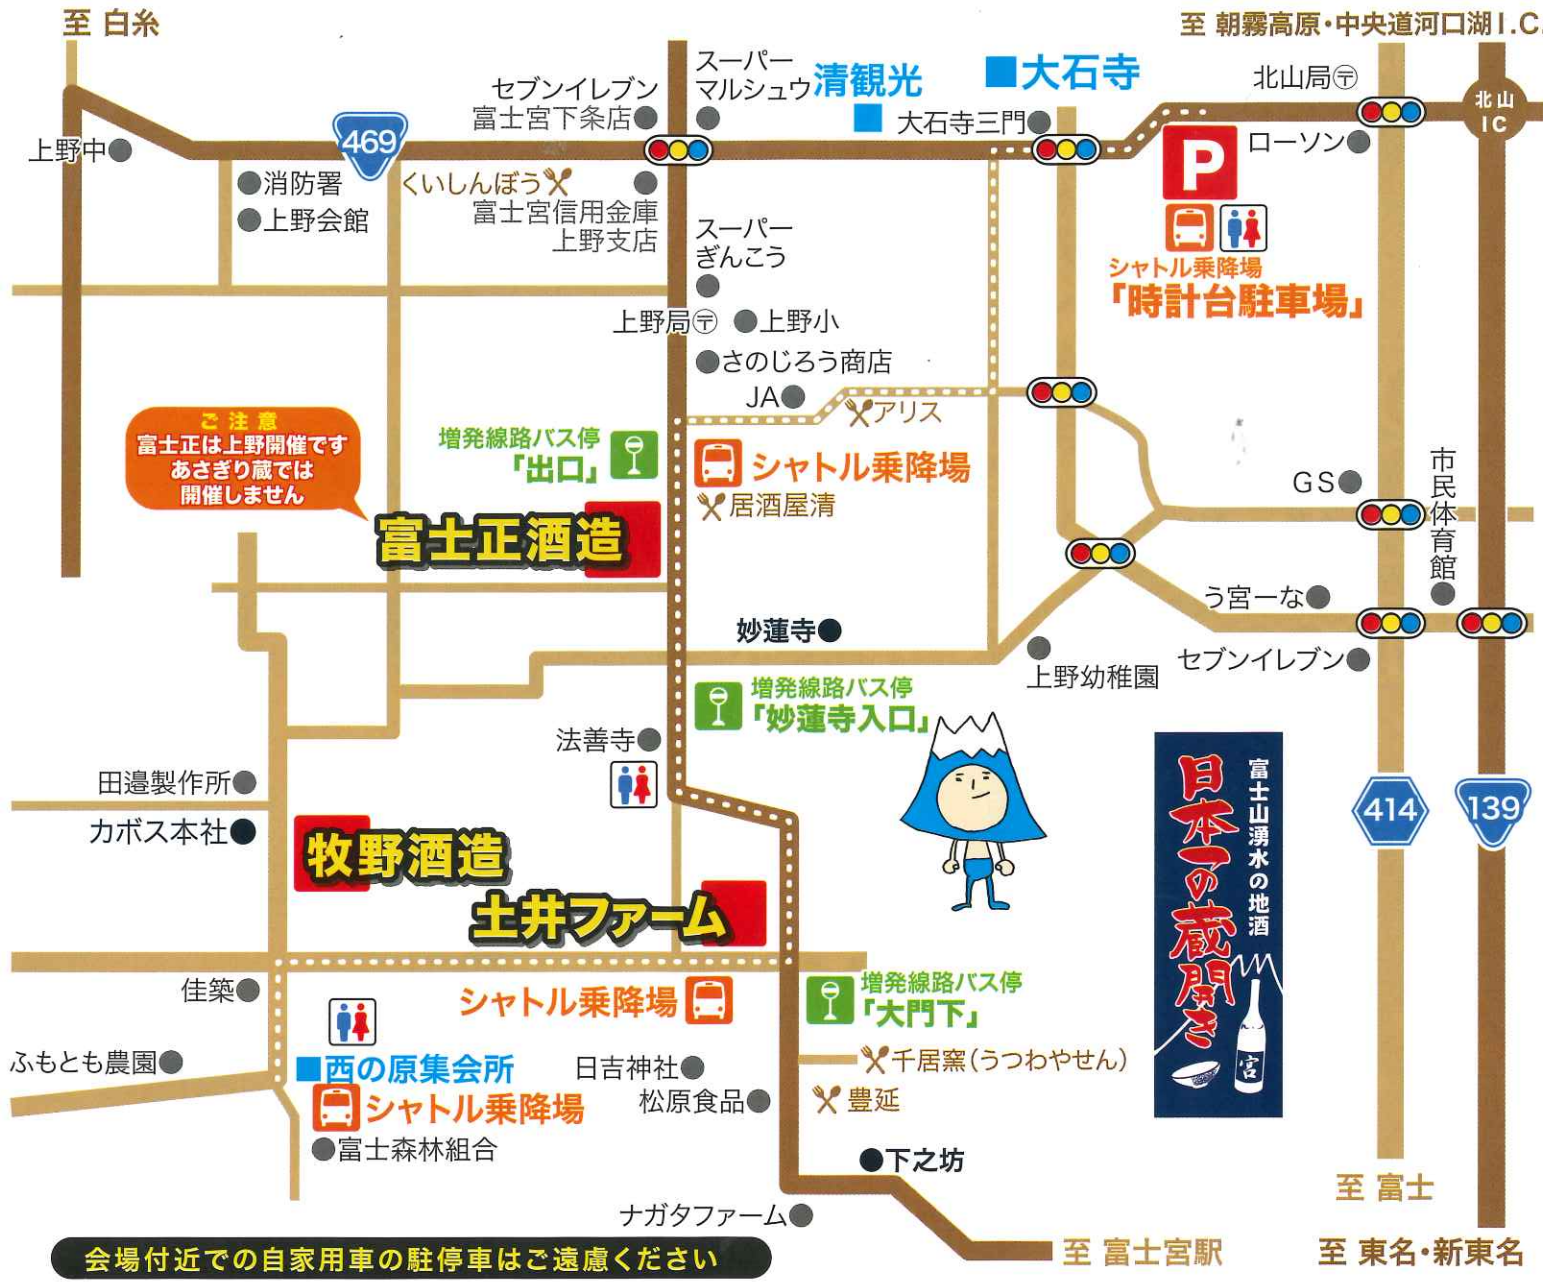 至 白糸
至 朝霧高原・中央道河口湖I.C.
スーパー
マルシュウ
清観光
■大石寺
北山局〒
セブンイレブン
富士宮下条店
大石寺三門
北山
IC
469
上野中
ローソン
P
消防署
くいしんぼう
上野会館
富士宮信用金庫
上野支店
スーパー
ぎんこう
シャトル乗降場
「時計台駐車場」
上野局〒
上野小
さのじろう商店
JA
アリス
ご注意
富士正は上野開催です
あさぎり蔵では
開催しません
増発線路バス停
「出口」
シャトル乗降場
居酒屋清
GS
市民体育館
富士正酒造
う宮一な
妙蓮寺
セブンイレブン
上野幼稚園
増発線路バス停
「妙蓮寺入口」
法善寺
田邉製作所
カボス本社
富士山湧水の地酒
日本一の蔵開き
宮
414
139
牧野酒造
土井ファーム
佳築
シャトル乗降場
増発線路バス停
「大門下」
ふもとも農園
■西の原集会所
シャトル乗降場
日吉神社
千居窯(うつわやせん)
松原食品
豊延
富士森林組合
下之坊
至 富士
ナガタファーム
会場付近での自家用車の駐停車はご遠慮ください
至 富士宮駅
至 東名・新東名